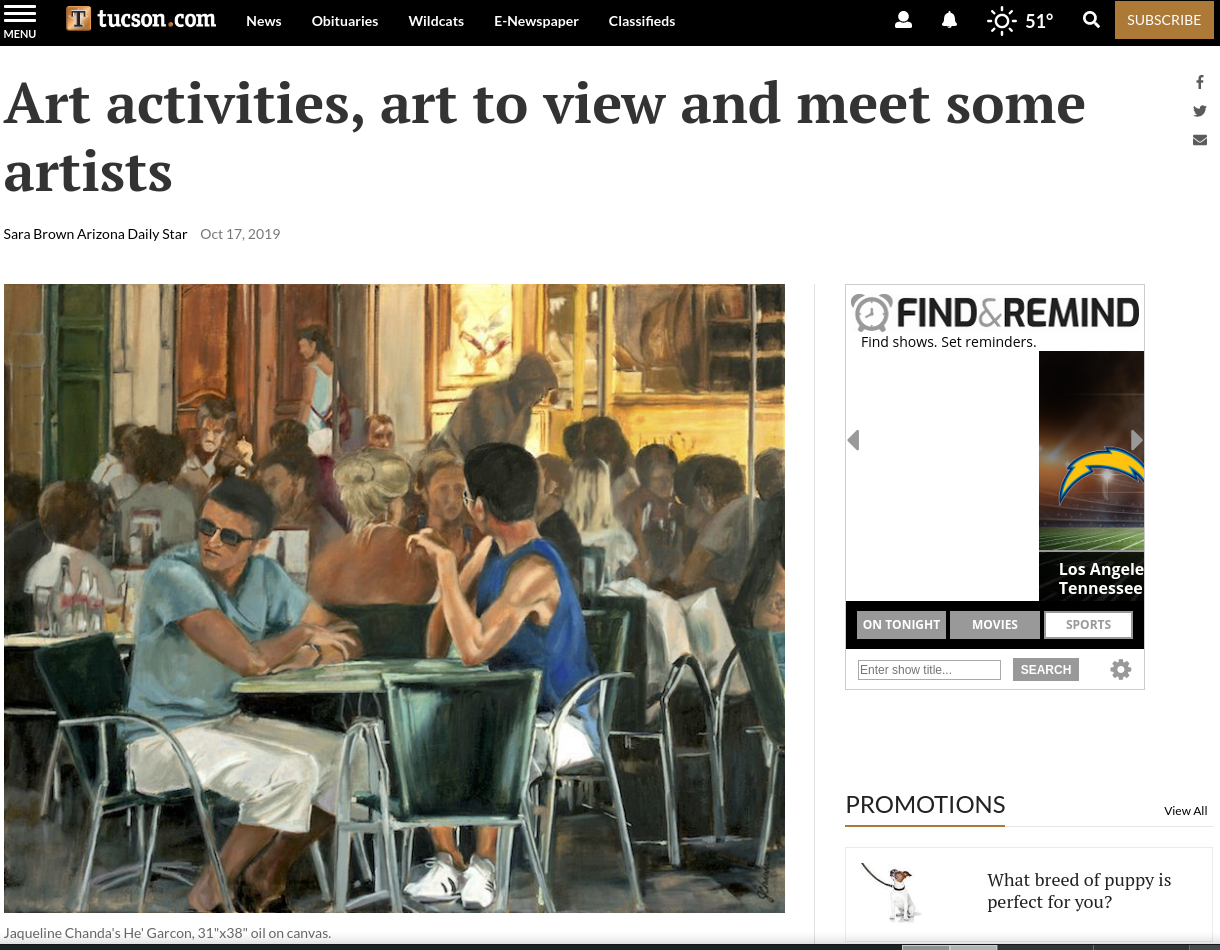 MENU
T tucson.com
News
Obituaries
Wildcats
E-Newspaper
Classifieds
51°
SUBSCRIBE
Art activities, art to view and meet some
artists
Sara Brown Arizona Daily Star
Oct 17, 2019
Jaqueline Chanda's He' Garcon, 31"x38" oil on canvas.
FIND&REMIND
Find shows. Set reminders.
Los Angele
Tennessee
ON TONIGHT
MOVIES
SPORTS
Enter show title...
SEARCH
PROMOTIONS
View All
What breed of puppy is
perfect for you?